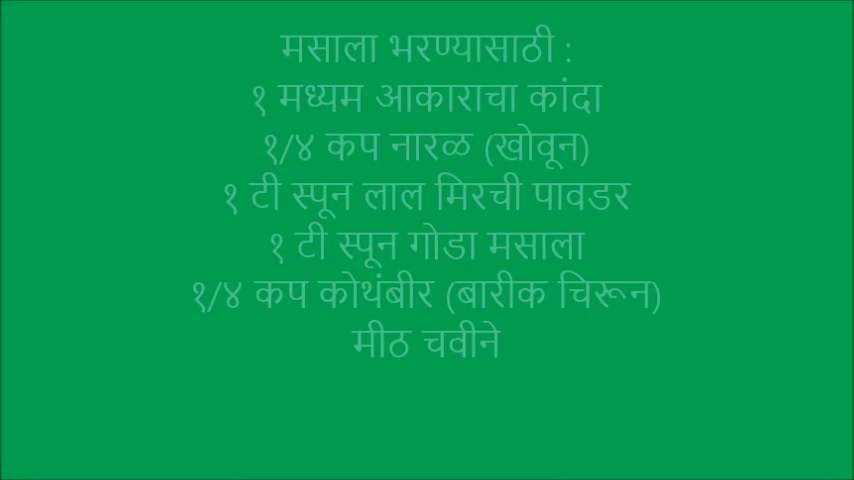 मसाला भरण्यासाठी :
१ मध्यम आकाराचा कांदा
१/४ कप नारळ (खोवून)
१ टी स्पून लाल मिरची पावडर
१ टी स्पून गोडा मसाला
१/४ कप कोथंबीर (बारीक चिरून)
मीठ चवीने